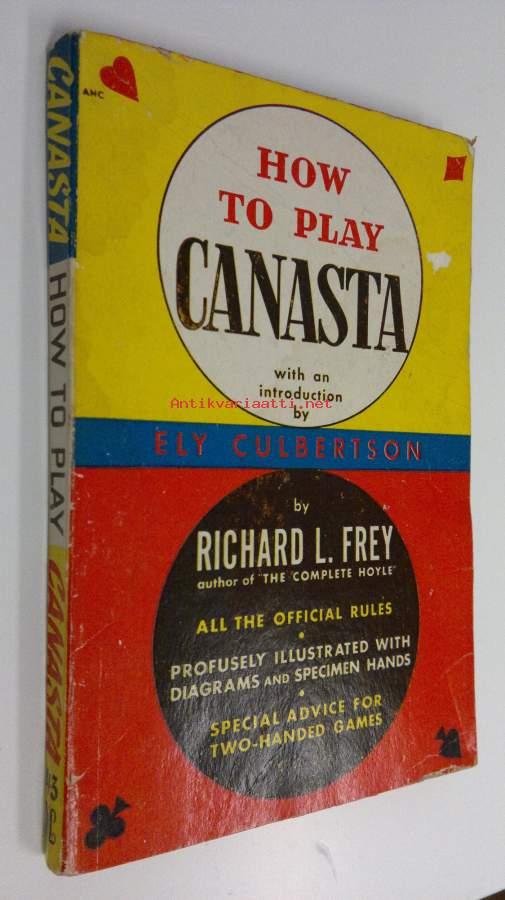 AHC
HOW
TO PLAY
CANASTA
with an
introduction
by
ELY CULBERTSON
by
RICHARD L. FREY
author of "THE COMPLETE HOYLE"
ALL THE OFFICIAL RULES
•
PROFUSELY ILLUSTRATED WITH
DIAGRAMS AND SPECIMEN HANDS
•
SPECIAL ADVICE FOR
TWO-HANDED GAMES
CANASTA HOW TO PLAY CANASTA
Antikvariaatti.net